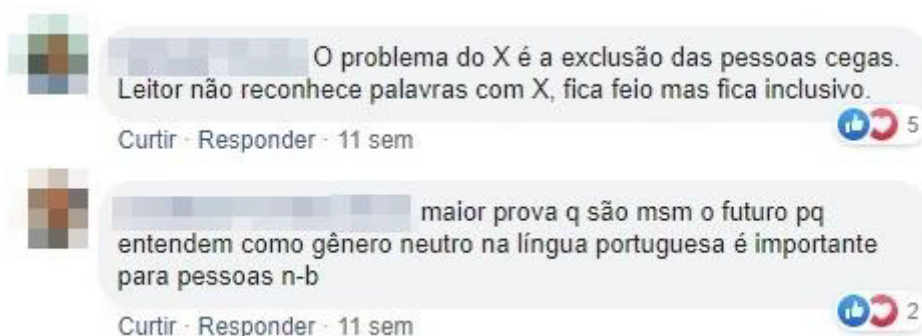 O problema do X é a exclusão das pessoas cegas.
Leitor não reconhece palavras com X, fica feio mas fica inclusivo.
Curtir · Responder · 11 sem
5
maior prova q são msm o futuro pq
entendem como gênero neutro na língua portuguesa é importante
para pessoas n-b
Curtir · Responder · 11 sem
2